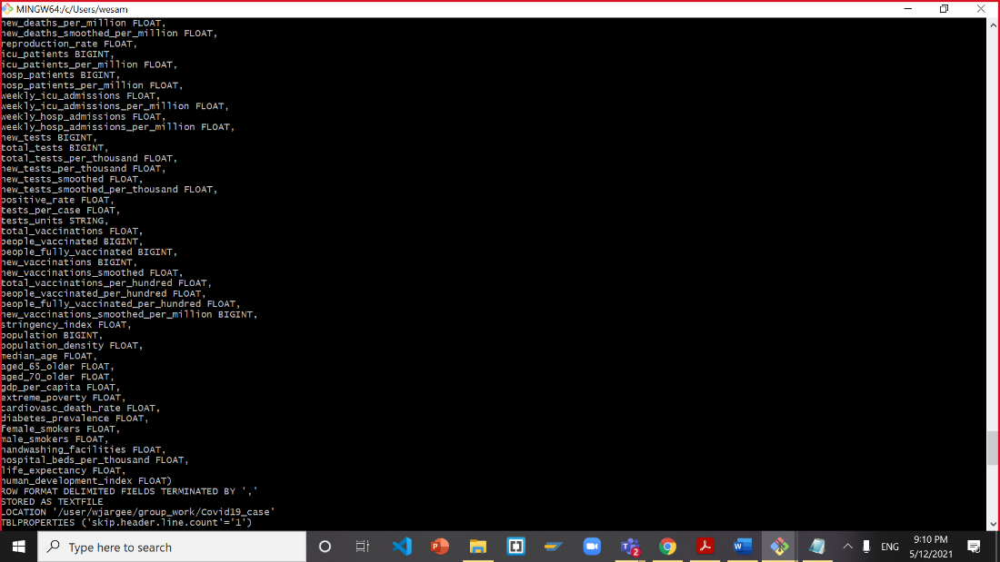 MINGW64:/c/Users/wesam
new_deaths_per_million FLOAT,
new_deaths_smoothed_per_million FLOAT,
reproduction_rate FLOAT,
icu_patients BIGINT,
icu_patients_per_million FLOAT,
hosp_patients BIGINT,
hosp_patients_per_million FLOAT,
weekly_icu_admissions FLOAT,
weekly_icu_admissions_per_million FLOAT,
weekly_hosp_admissions FLOAT,
weekly_hosp_admissions_per_million FLOAT,
new_tests BIGINT,
total_tests BIGINT,
total_tests_per_thousand FLOAT,
new_tests_per_thousand FLOAT,
new_tests_smoothed FLOAT,
new_tests_smoothed_per_thousand FLOAT,
positive_rate FLOAT,
tests_per_case FLOAT,
tests_units STRING,
total_vaccinations FLOAT,
people_vaccinated BIGINT,
people_fully_vaccinated BIGINT,
new_vaccinations BIGINT,
new_vaccinations_smoothed FLOAT,
total_vaccinations_per_hundred FLOAT,
people_vaccinated_per_hundred FLOAT,
people_fully_vaccinated_per_hundred FLOAT,
new_vaccinations_smoothed_per_million BIGINT,
stringency_index FLOAT,
population BIGINT,
population_density FLOAT,
median_age FLOAT,
aged_65_older FLOAT,
aged_70_older FLOAT,
gdp_per_capita FLOAT,
extreme_poverty FLOAT,
cardiovasc_death_rate FLOAT,
diabetes_prevalence FLOAT,
female_smokers FLOAT,
male_smokers FLOAT,
handwashing_facilities FLOAT,
hospital_beds_per_thousand FLOAT,
life_expectancy FLOAT,
human_development_index FLOAT)
ROW FORMAT DELIMITED FIELDS TERMINATED BY ','
STORED AS TEXTFILE
LOCATION '/user/wjargee/group_work/Covid19_case'
TBLPROPERTIES ('skip.header.line.count'='1')
Type here to search
2
ENG
9:10 PM
5/12/2021